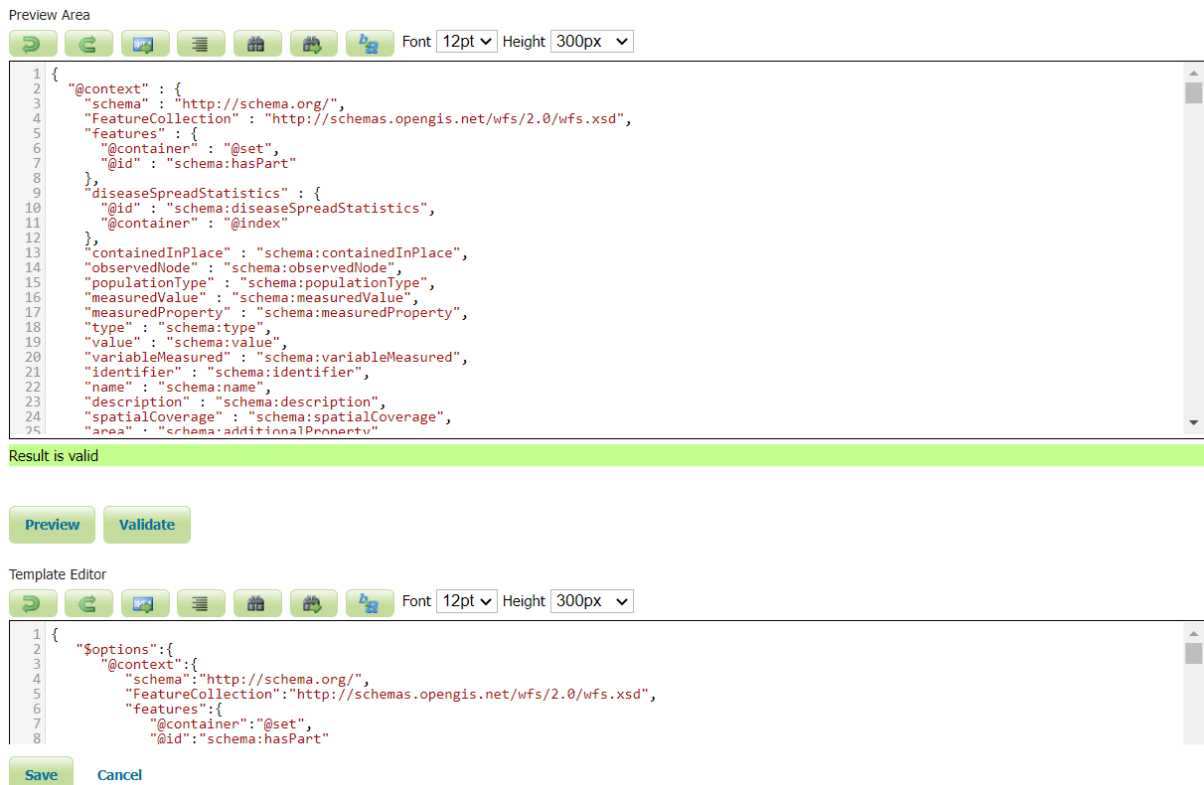 Preview Area
Font 12pt Height 300px
1 {
2 "@context" : {
3 "schema" : "http://schema.org/",
4 "FeatureCollection" : "http://schemas.opengis.net/wfs/2.0/wfs.xsd",
5 "features" : {
6 "@container" : "@set",
7 "@id" : "schema:hasPart"
8 },
9 "diseaseSpreadStatistics" : {
10 "@id" : "schema:diseaseSpreadStatistics",
11 "@container" : "@index"
12 },
13 "containedInPlace" : "schema:containedInPlace",
14 "observedNode" : "schema:observedNode",
15 "populationType" : "schema:populationType",
16 "measuredValue" : "schema:measuredValue",
17 "measuredProperty" : "schema:measuredProperty",
18 "type" : "schema:type",
19 "value" : "schema:value",
20 "variableMeasured" : "schema:variableMeasured",
21 "identifier" : "schema:identifier",
22 "name" : "schema:name",
23 "description" : "schema:description",
24 "spatialCoverage" : "schema:spatialCoverage",
25 "area" : "schema:additionalProperty"
Result is valid
Preview Validate
Template Editor
Font 12pt Height 300px
1 {
2 "$options":{
3 "@context":{
4 "schema":"http://schema.org/",
5 "FeatureCollection":"http://schemas.opengis.net/wfs/2.0/wfs.xsd",
6 "features":{
7 "@container":"@set",
8 "@id":"schema:hasPart"
Save Cancel